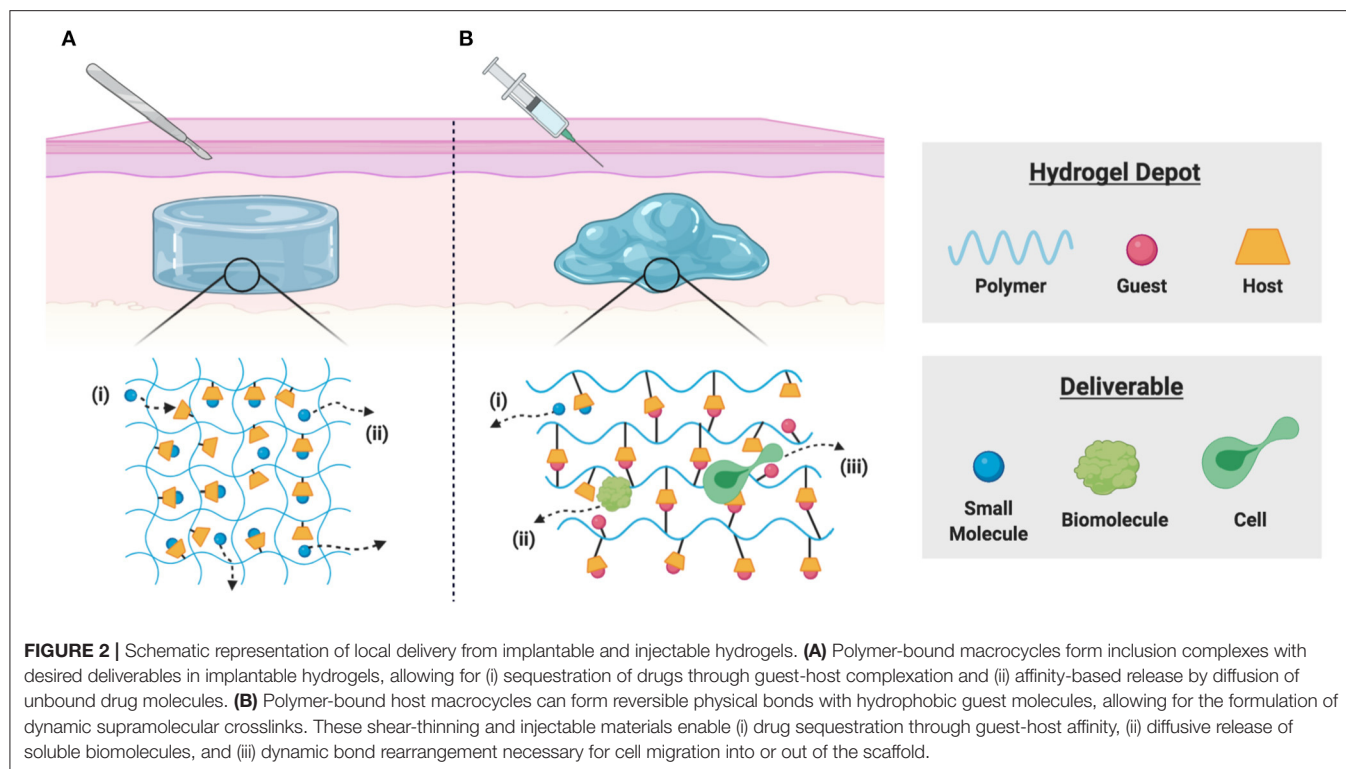 A
B
Hydrogel Depot
Polymer
Guest
Host
(i)
(ii)
(i)
(iii)
(ii)
Deliverable
Small
Molecule
Biomolecule
Cell
FIGURE 2 | Schematic representation of local delivery from implantable and injectable hydrogels. (A) Polymer-bound macrocycles form inclusion complexes with
desired deliverables in implantable hydrogels, allowing for (i) sequestration of drugs through guest-host complexation and (ii) affinity-based release by diffusion of
unbound drug molecules. (B) Polymer-bound host macrocycles can form reversible physical bonds with hydrophobic guest molecules, allowing for the formulation of
dynamic supramolecular crosslinks. These shear-thinning and injectable materials enable (i) drug sequestration through guest-host affinity, (ii) diffusive release of
soluble biomolecules, and (iii) dynamic bond rearrangement necessary for cell migration into or out of the scaffold.